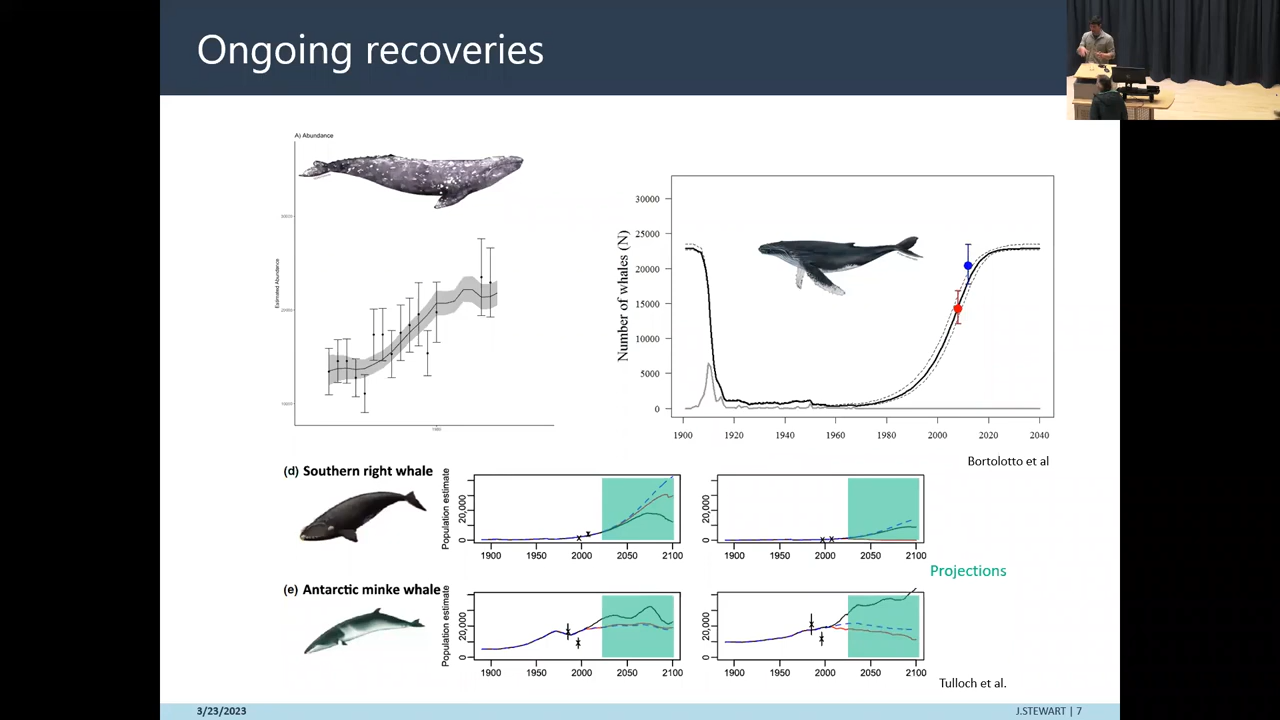 Ongoing recoveries
A) Abundance
Estimated Abundance
1980
Number of whales (N)
30000
25000
20000
15000
10000
5000
0
1900 1920 1940 1960 1980 2000 2020 2040
Bortolotto et al
(d) Southern right whale
Population estimate
0 20,000
1900 1950 2000 2050 2100
0 20,000
1900 1950 2000 2050 2100
Projections
(e) Antarctic minke whale
Population estimate
0 20,000
1900 1950 2000 2050 2100
0 20,000
1900 1950 2000 2050 2100
Tulloch et al.
3/23/2023
J.STEWART | 7